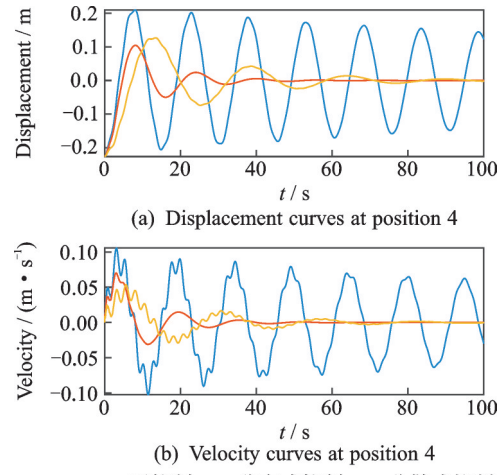 0.2
0.1
0.0
−0.1
−0.2
Displacement / m
0 20 40 60 80 100
t / s
(a) Displacement curves at position 4
0.10
0.05
0.00
−0.05
−0.10
Velocity / (m • s⁻¹)
0 20 40 60 80 100
t / s
(b) Velocity curves at position 4